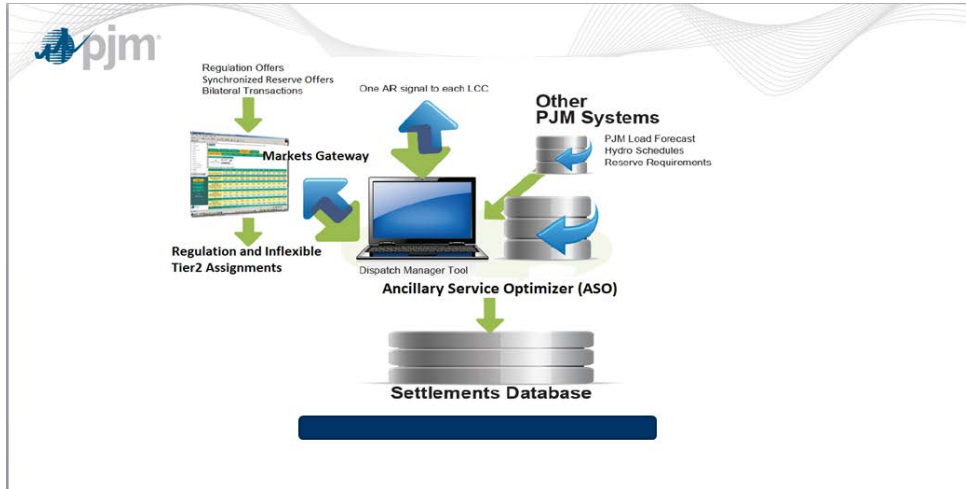 pjm
Regulation Offers
Synchronized Reserve Offers
Bilateral Transactions
One AR signal to each LCC
Other
PJM Systems
PJM Load Forecast
Hydro Schedules
Reserve Requirements
Markets Gateway
Regulation and Inflexible
Tier2 Assignments
Dispatch Manager Tool
Ancillary Service Optimizer (ASO)
Settlements Database